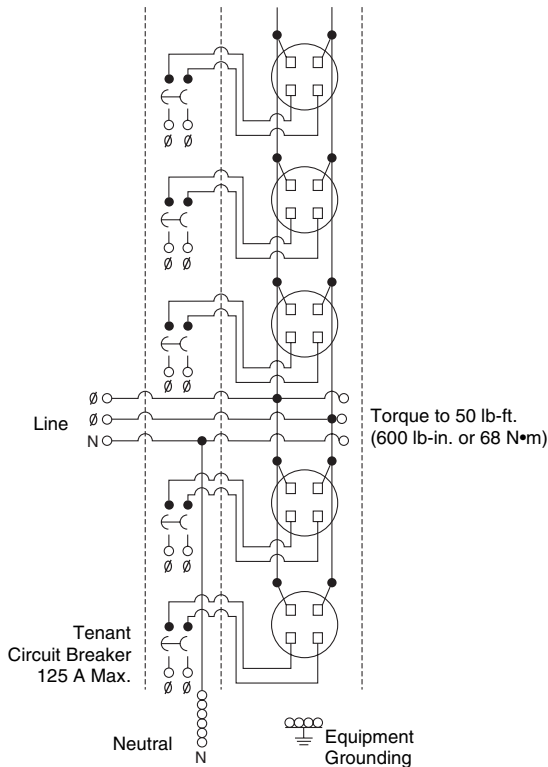 Ø Ø
Ø Ø
Ø Ø
Line
Ø
Ø
N
Torque to 50 lb-ft.
(600 lb-in. or 68 N•m)
Ø Ø
Tenant
Circuit Breaker
125 A Max.
Ø Ø
Neutral
N
Equipment
Grounding